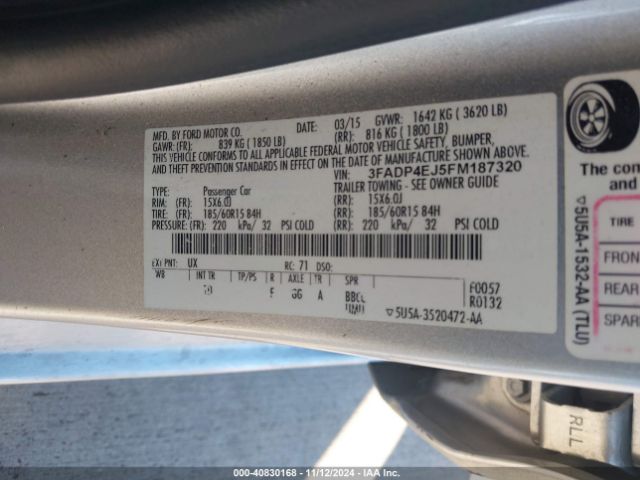 MFD. BY FORD MOTOR CO.
DATE: 03/15 GVWR: 1642 KG ( 3620 LB)
GAWR: (FR): 839 KG ( 1850 LB) (RR): 816 KG ( 1800 LB)
THIS VEHICLE CONFORMS TO ALL APPLICABLE FEDERAL MOTOR VEHICLE SAFETY, BUMPER,
AND THEFT PREVENTION STANDARDS IN EFFECT ON THE DATE OF MANUFACTURE SHOWN ABOVE.
VIN: 3FADP4EJ5FM187320
TYPE: Passenger Car TRAILER TOWING - SEE OWNER GUIDE
RIM: (FR) 15X6.0J (RR): 15X6.0J
TIRE: (FR) 185/60R15 84H (RR): 185/60R15 84H
PRESSURE: (FR) 220 kPa/ 32 PSI COLD (RR): 220 kPa/ 32 PSI COLD
EXT PNT: UX RC: 71 DSO:
WB INT TR TP/PS R AXLE TR SPR
GG A
F0057
R0132
▽5U5A-3520472-AA
The com
and
TIRE
FRON
REAR
SPAR
▽5U5A-1532-AA (TLU)
RLL
000-40830168 - 11/12/2024 - IAA Inc.